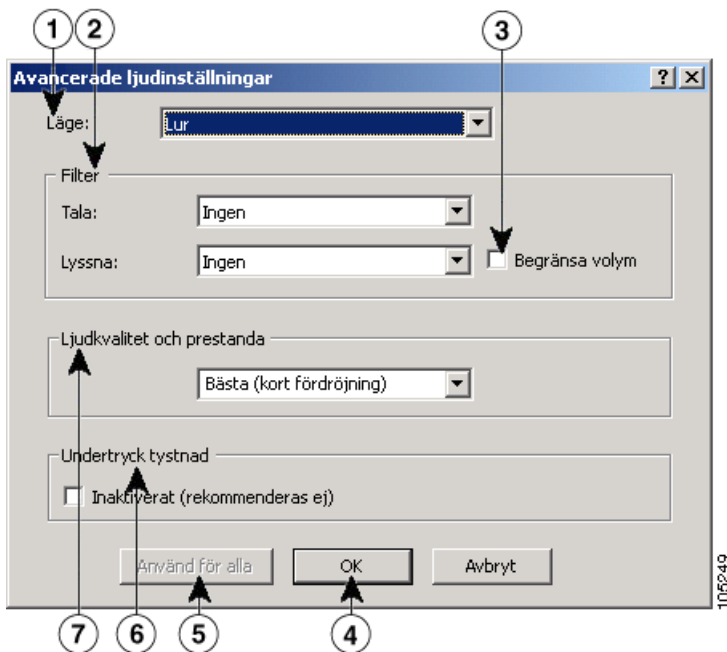 1 2 3
Avancerade ljudinställningar
Läge: Lur
Filter
Tala: Ingen
Lyssna: Ingen Begränsa volym
Ljudkvalitet och prestanda
Bästa (kort fördröjning)
Undertryck tystnad
Inaktiverat (rekommenderas ej)
Använd för alla OK Avbryt
105249
7 6 5 4